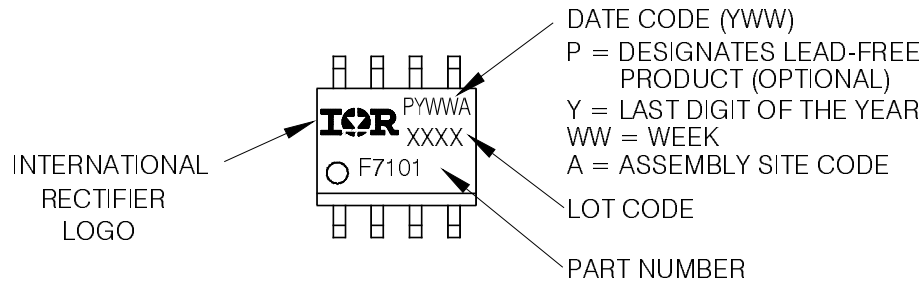 DATE CODE (YWW)
P = DESIGNATES LEAD-FREE
PRODUCT (OPTIONAL)
Y = LAST DIGIT OF THE YEAR
WW = WEEK
A = ASSEMBLY SITE CODE
PYWWA
IOR
XXXX
F7101
INTERNATIONAL
RECTIFIER
LOGO
LOT CODE
PART NUMBER